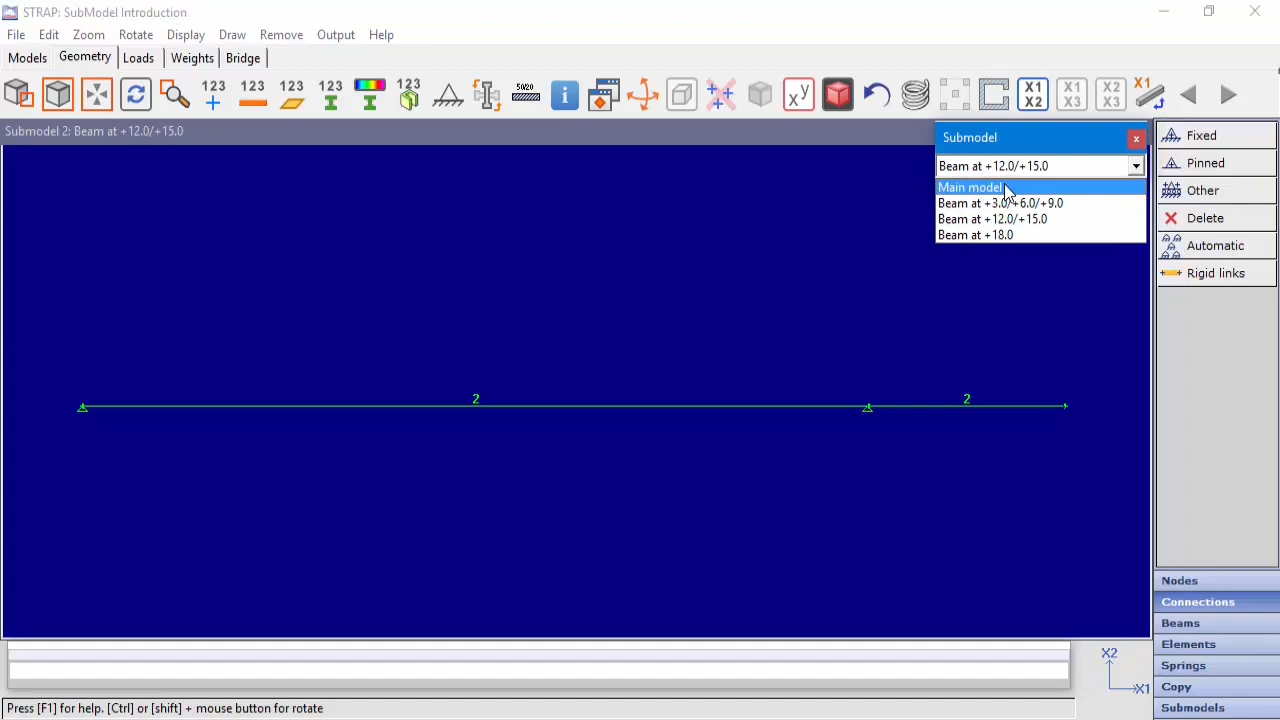 STRAP: SubModel Introduction
File Edit Zoom Rotate Display Draw Remove Output Help
Models Geometry Loads Weights Bridge
123 123 123 123 123 50/20 i x y X1 X2 X1 X3 X2 X3 X1
Submodel 2: Beam at +12.0/+15.0
Submodel x
Beam at +12.0/+15.0
Main model
Beam at +3.0/+6.0/+9.0
Beam at +12.0/+15.0
Beam at +18.0
Fixed
Pinned
Other
Delete
Automatic
Rigid links
2 2
Nodes
Connections
Beams
Elements
Springs
Copy
Submodels
X2
X1
Press [F1] for help. [Ctrl] or [shift] + mouse button for rotate